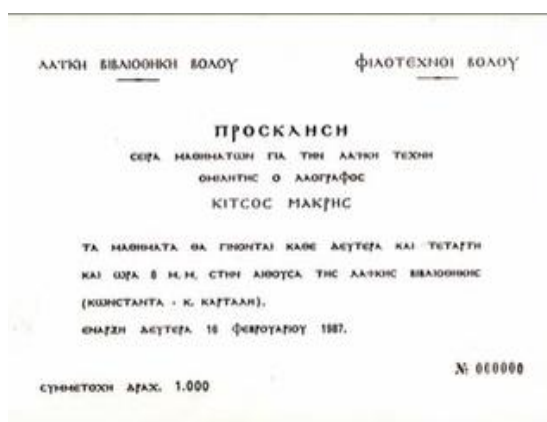 ΛΑΪΚΗ ΒΙΒΛΙΟΘΗΚΗ ΒΟΛΟΥ
ΦΙΛΟΤΕΧΝΟΙ ΒΟΛΟΥ
ΠΡΟΣΚΛΗΣΗ
ΣΕΙΡΑ ΜΑΘΗΜΑΤΩΝ ΓΙΑ ΤΗΝ ΛΑΪΚΗ ΤΕΧΝΗ
ΟΜΙΛΗΤΗΣ Ο ΛΑΟΓΡΑΦΟΣ
ΚΙΤΣΟΣ ΜΑΚΡΗΣ
ΤΑ ΜΑΘΗΜΑΤΑ ΘΑ ΓΙΝΟΝΤΑΙ ΚΑΘΕ ΔΕΥΤΕΡΑ ΚΑΙ ΤΕΤΑΡΤΗ
ΚΑΙ ΩΡΑ 8 Μ.Μ. ΣΤΗΝ ΑΙΘΟΥΣΑ ΤΗΣ ΛΑΪΚΗΣ ΒΙΒΛΙΟΘΗΚΗΣ
(ΚΩΝΣΤΑΝΤΑ - Κ. ΚΑΡΤΑΛΗ).
ΕΝΑΡΞΗ ΔΕΥΤΕΡΑ 16 ΦΕΒΡΟΥΑΡΙΟΥ 1987.
№ 000000
ΣΥΜΜΕΤΟΧΗ ΔΡΑΧ. 1.000